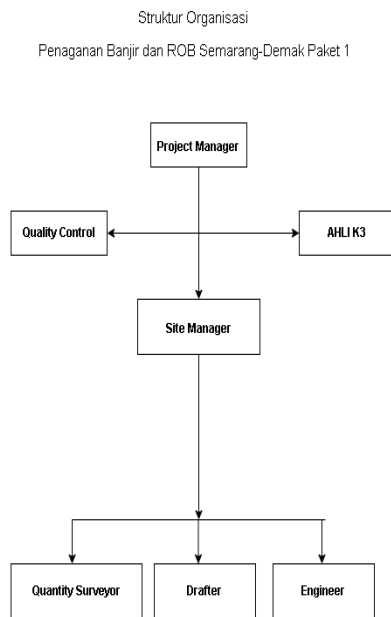 Struktur Organisasi
Penaganan Banjir dan ROB Semarang-Demak Paket 1
Project Manager
Quality Control
AHLI K3
Site Manager
Quantity Surveyor
Drafter
Engineer